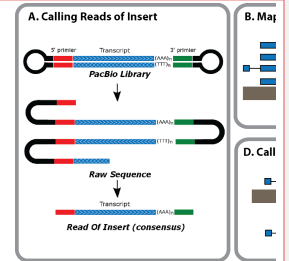 A. Calling Reads of Insert
5' primier
Transcript
3' primier
(AAA)n
(TTT)n
PacBio Library
(AAA)n
(TTT)n
Raw Sequence
Transcript
(AAA)n
Read Of Insert (consensus)
B. Map
D. Call